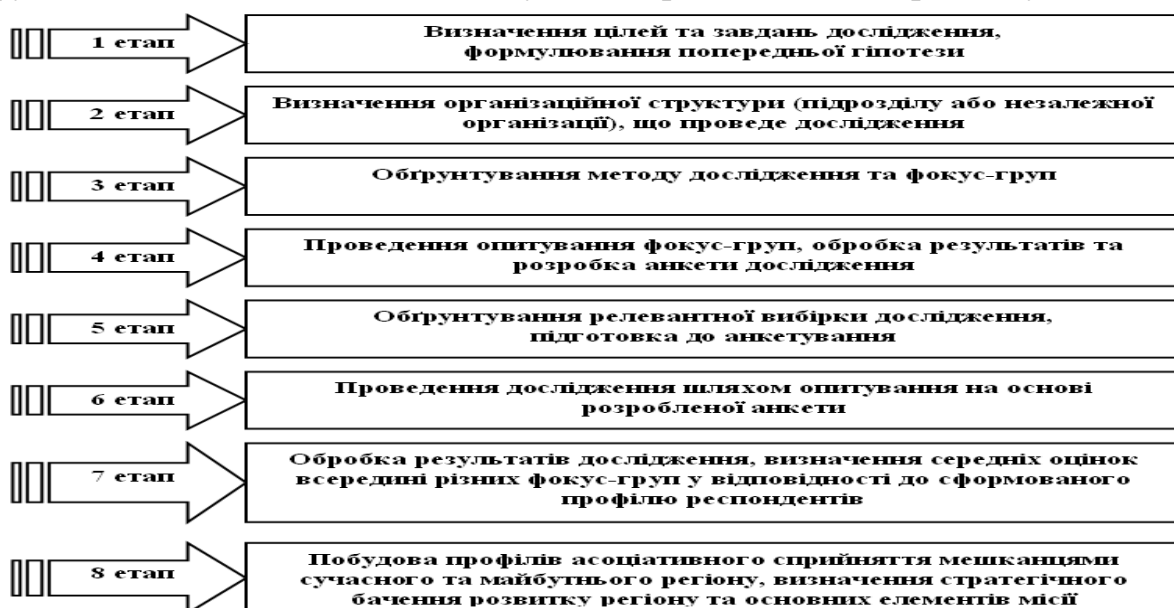 1 етап
Визначення цілей та завдань дослідження,
формулювання попередньої гіпотези
2 етап
Визначення організаційної структури (підрозділу або незалежної
організації), що проведе дослідження
3 етап
Обґрунтування методу дослідження та фокус-груп
4 етап
Проведення опитування фокус-груп, обробка результатів та
розробка анкети дослідження
5 етап
Обґрунтування релевантної вибірки дослідження,
підготовка до анкетування
6 етап
Проведення дослідження шляхом опитування на основі
розробленої анкети
7 етап
Обробка результатів дослідження, визначення середніх оцінок
всередині різних фокус-груп у відповідності до сформованого
профілю респондентів
8 етап
Побудова профілів асоціативного сприйняття мешканцями
сучасного та майбутнього регіону, визначення стратегічного
бачення розвитку регіону та основних елементів місії